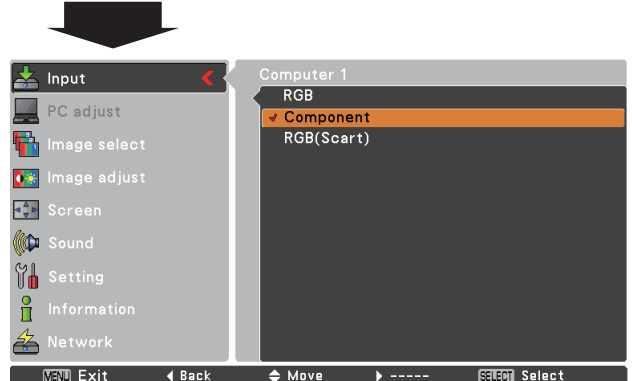 Input
PC adjust
Image select
Image adjust
Screen
Sound
Setting
Information
Network
Computer 1
RGB
Component
RGB(Scart)
MENU Exit Back Move ----- SELECT Select